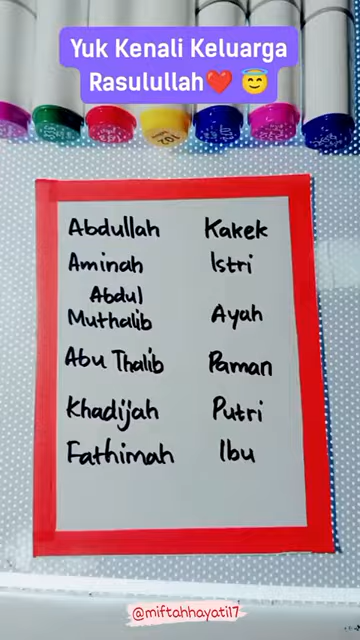 Yuk Kenali Keluarga
Rasulullah❤️ 😇
Abdullah Kakek
Aminah Istri
Abdul
Muthalib Ayah
Abu Thalib Paman
Khadijah Putri
Fathimah Ibu
@miftahhayati17